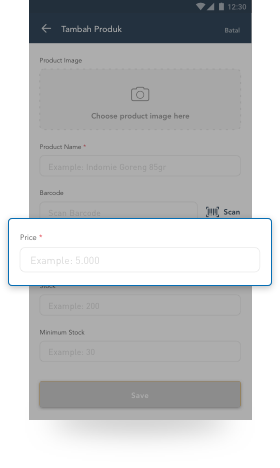 12:30
Tambah Produk
Batal
Product Image
Choose product image here
Product Name *
Example: Indomie Goreng 85gr
Barcode
Scan Barcode
Scan
Price *
Example: 5.000
Stock
Example: 200
Minimum Stock
Example: 30
Save